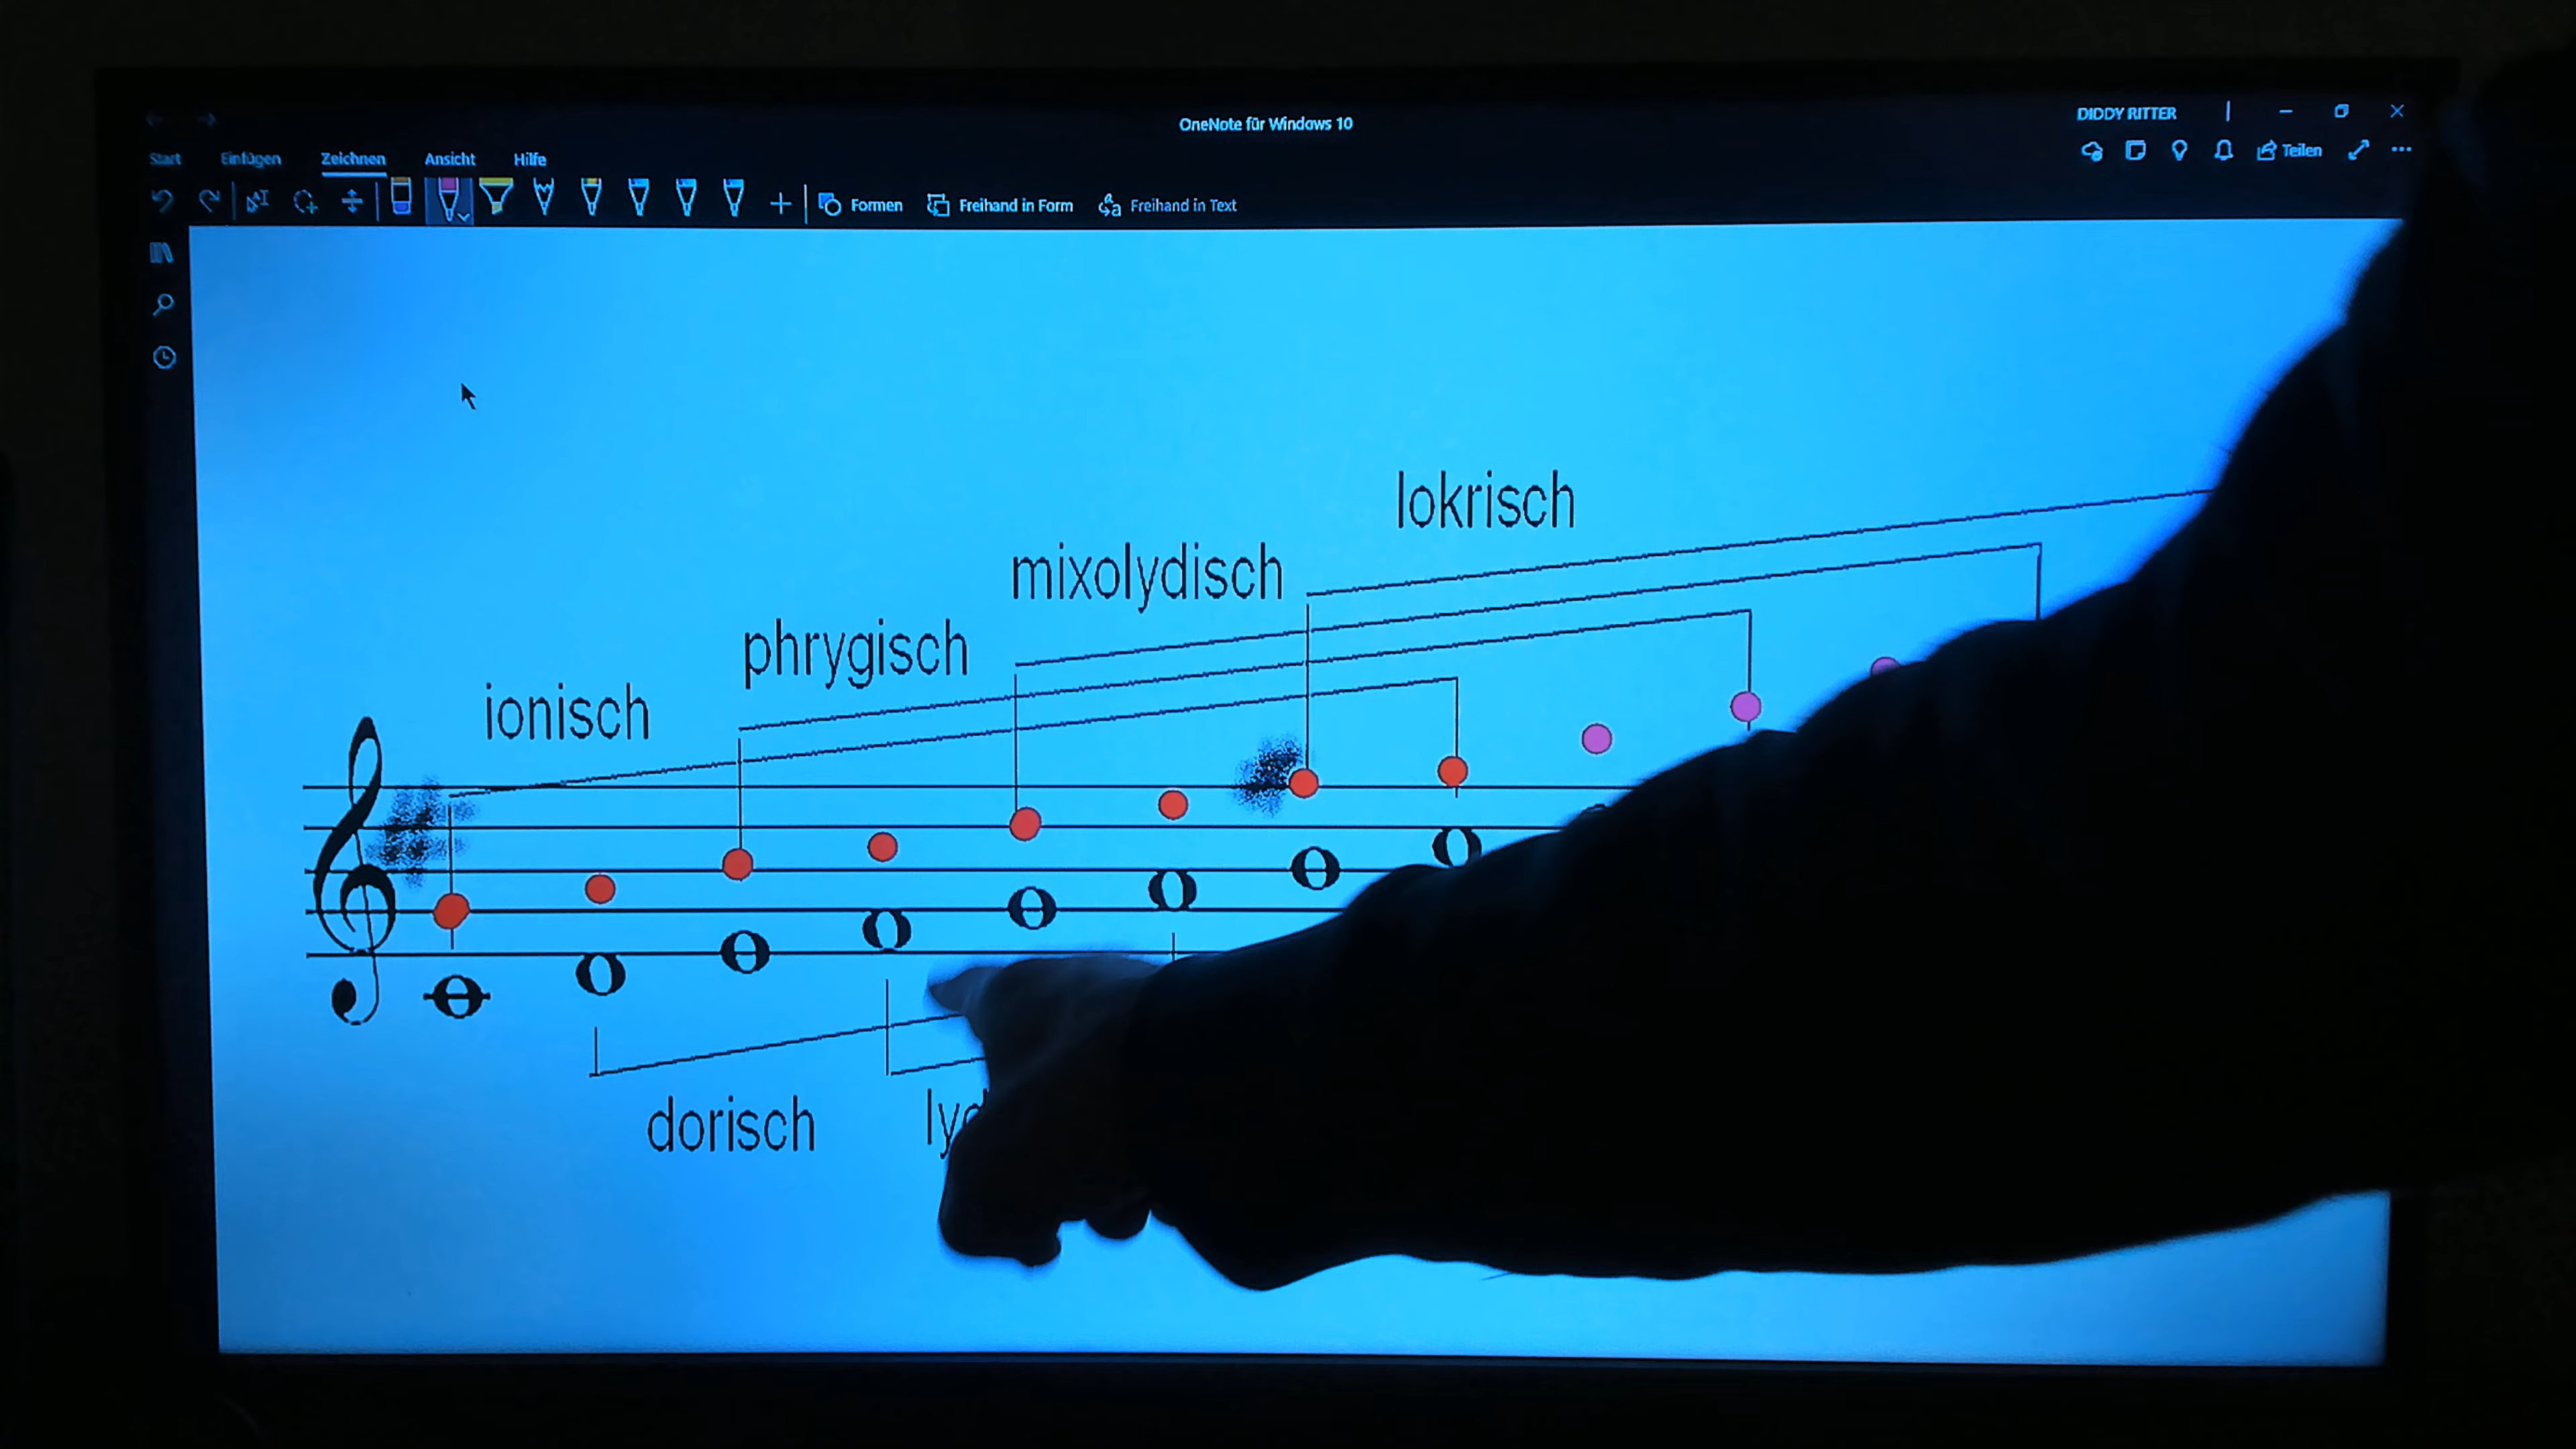 OneNote für Windows 10
DIDDY RITTER
Start Einfügen Zeichnen Ansicht Hilfe
Teilen
Formen Freihand in Form Freihand in Text
lokrisch
mixolydisch
phrygisch
ionisch
dorisch